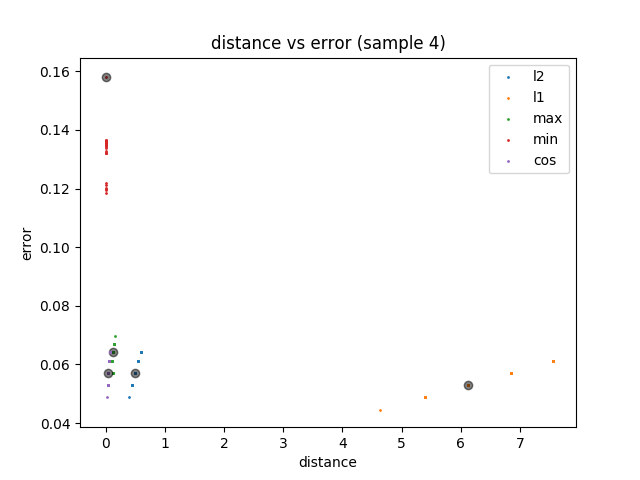 distance vs error (sample 4)
0.16
0.14
0.12
0.10
0.08
0.06
0.04
error
l2
l1
max
min
cos
0 1 2 3 4 5 6 7
distance